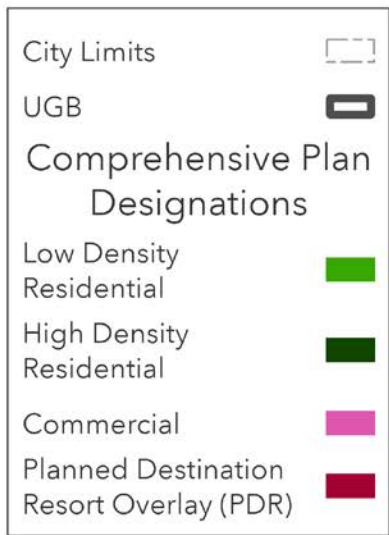 City Limits
UGB
Comprehensive Plan
Designations
Low Density
Residential
High Density
Residential
Commercial
Planned Destination
Resort Overlay (PDR)